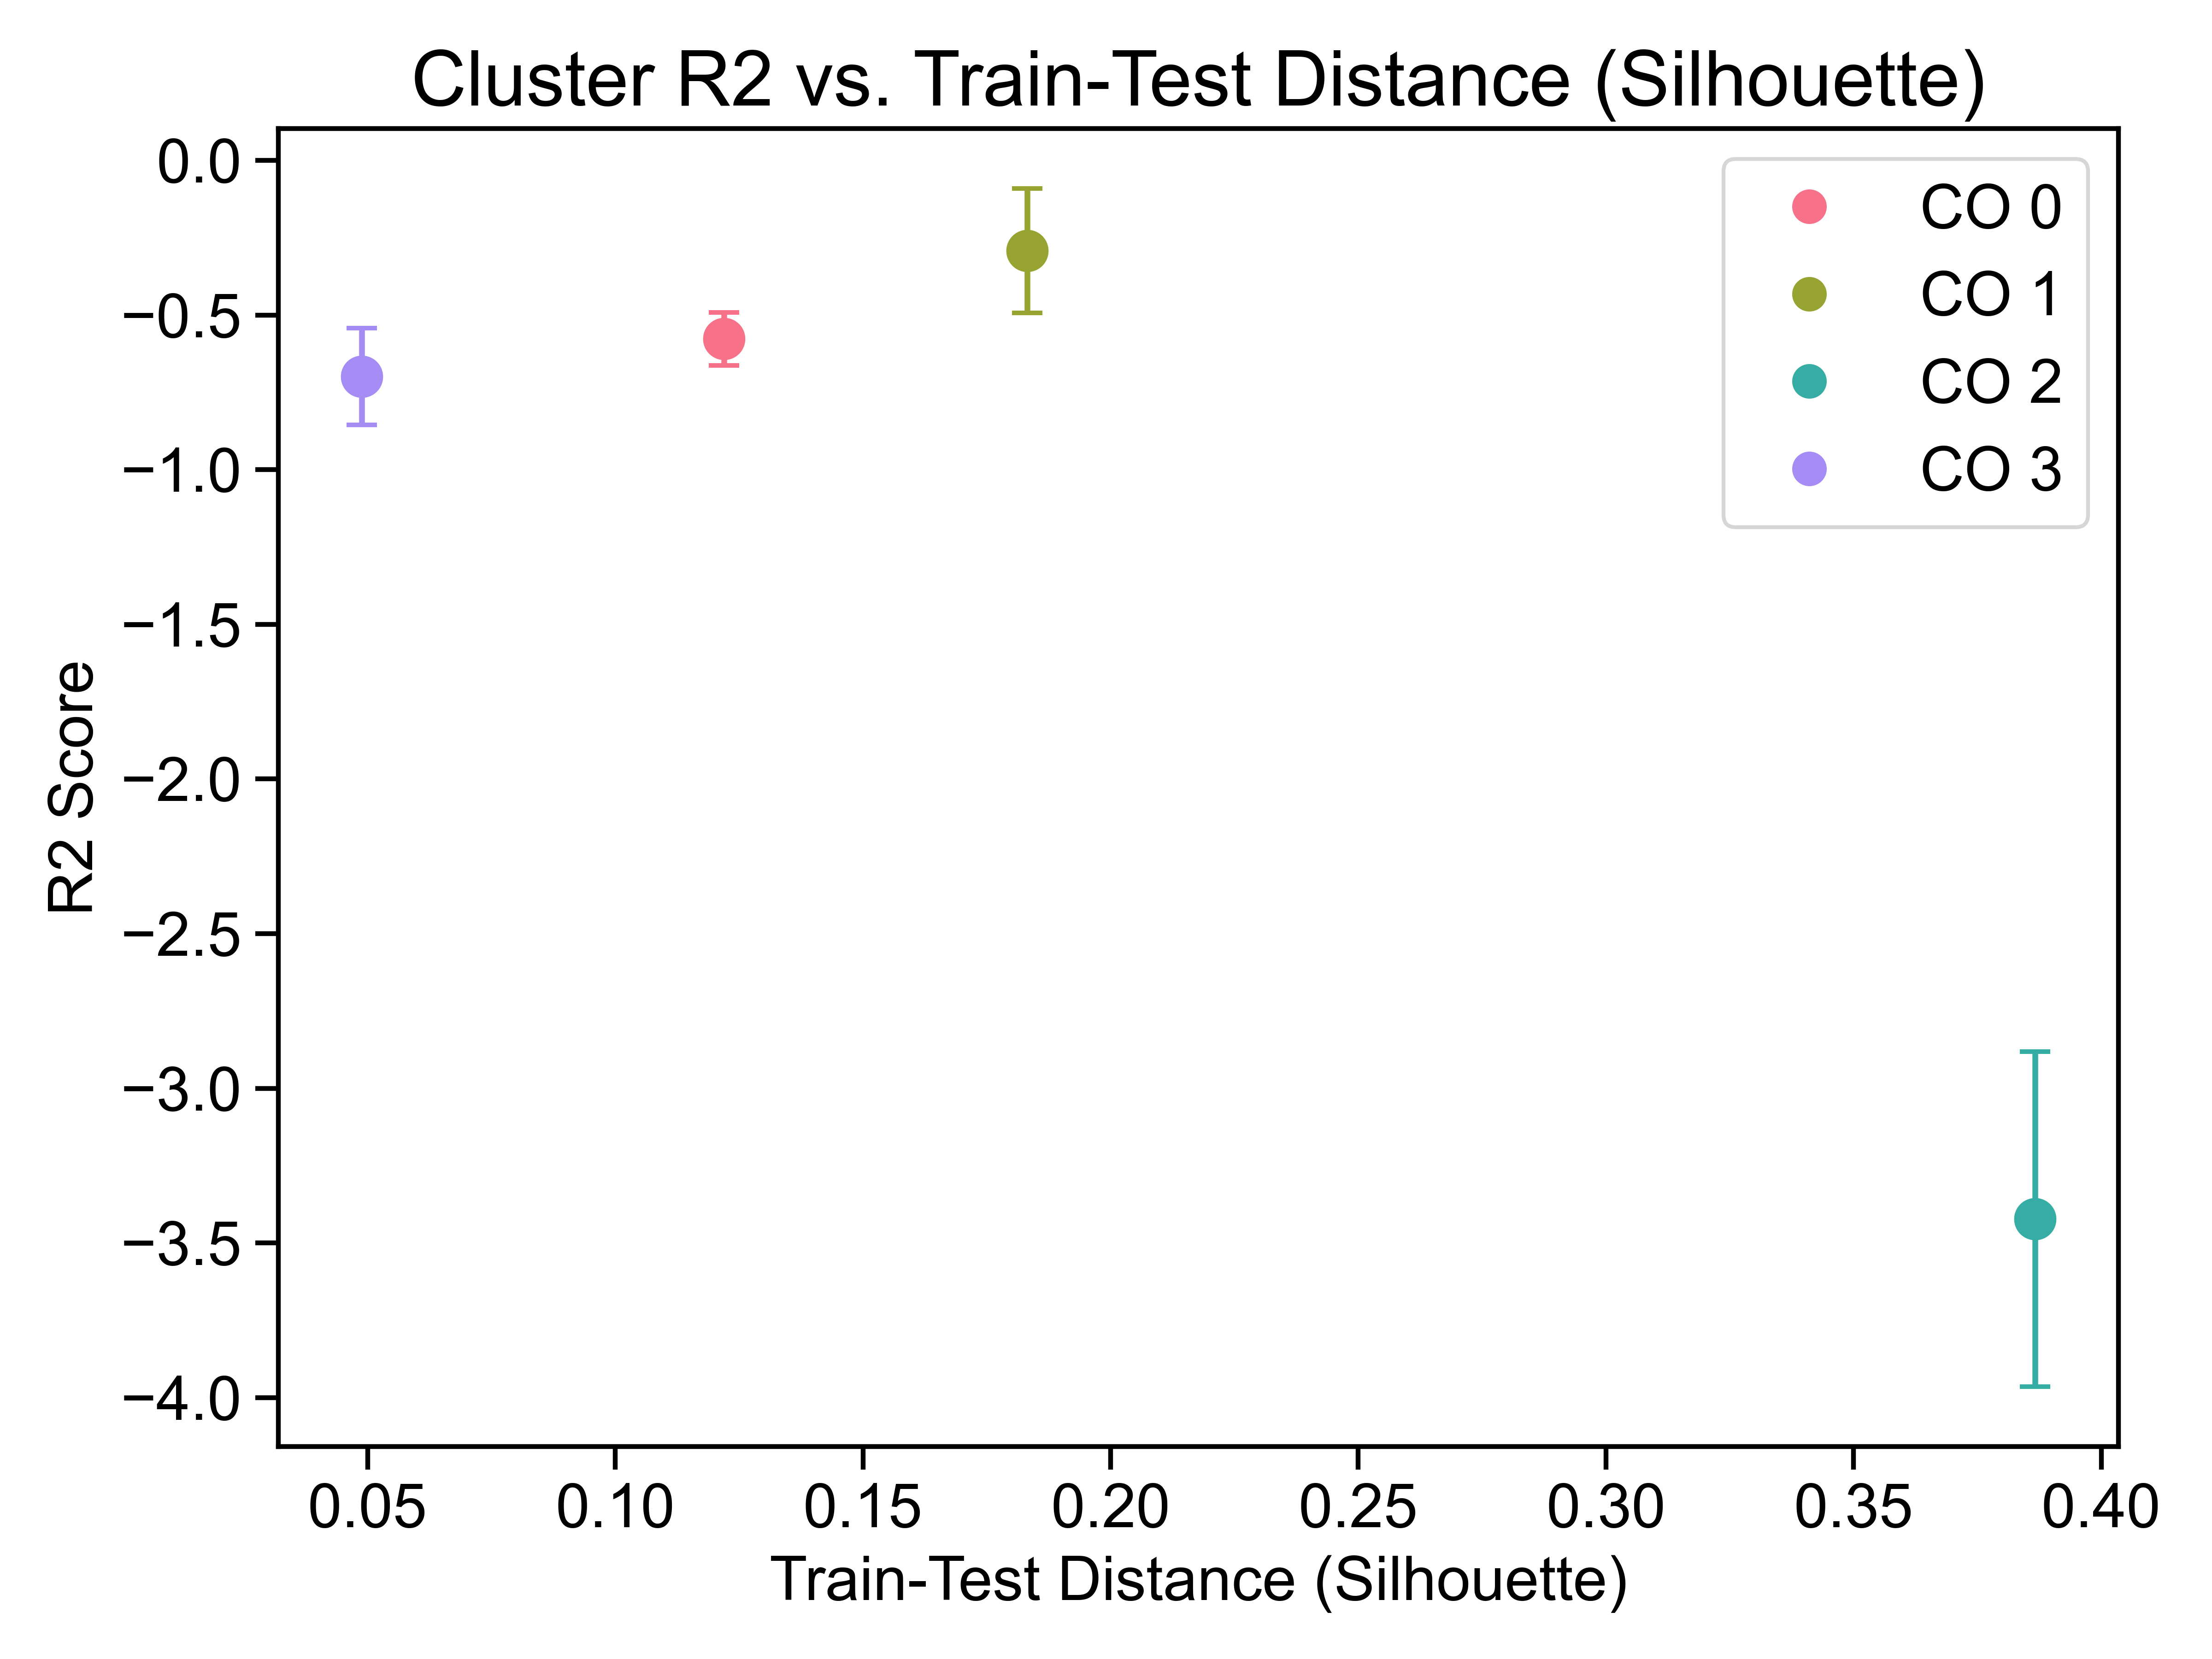 Cluster R2 vs. Train-Test Distance (Silhouette)
0.0
−0.5
−1.0
−1.5
−2.0
−2.5
−3.0
−3.5
−4.0
R2 Score
CO 0
CO 1
CO 2
CO 3
0.05 0.10 0.15 0.20 0.25 0.30 0.35 0.40
Train-Test Distance (Silhouette)